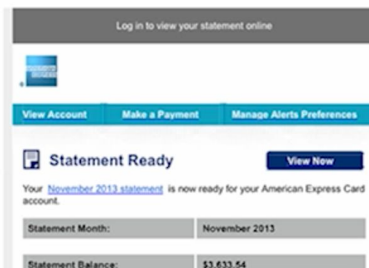 Log in to view your statement online
AMERICAN EXPRESS
View Account Make a Payment Manage Alerts Preferences
Statement Ready View Now
Your November 2013 statement is now ready for your American Express Card
account.
Statement Month: November 2013
Statement Balance: $3,633.54